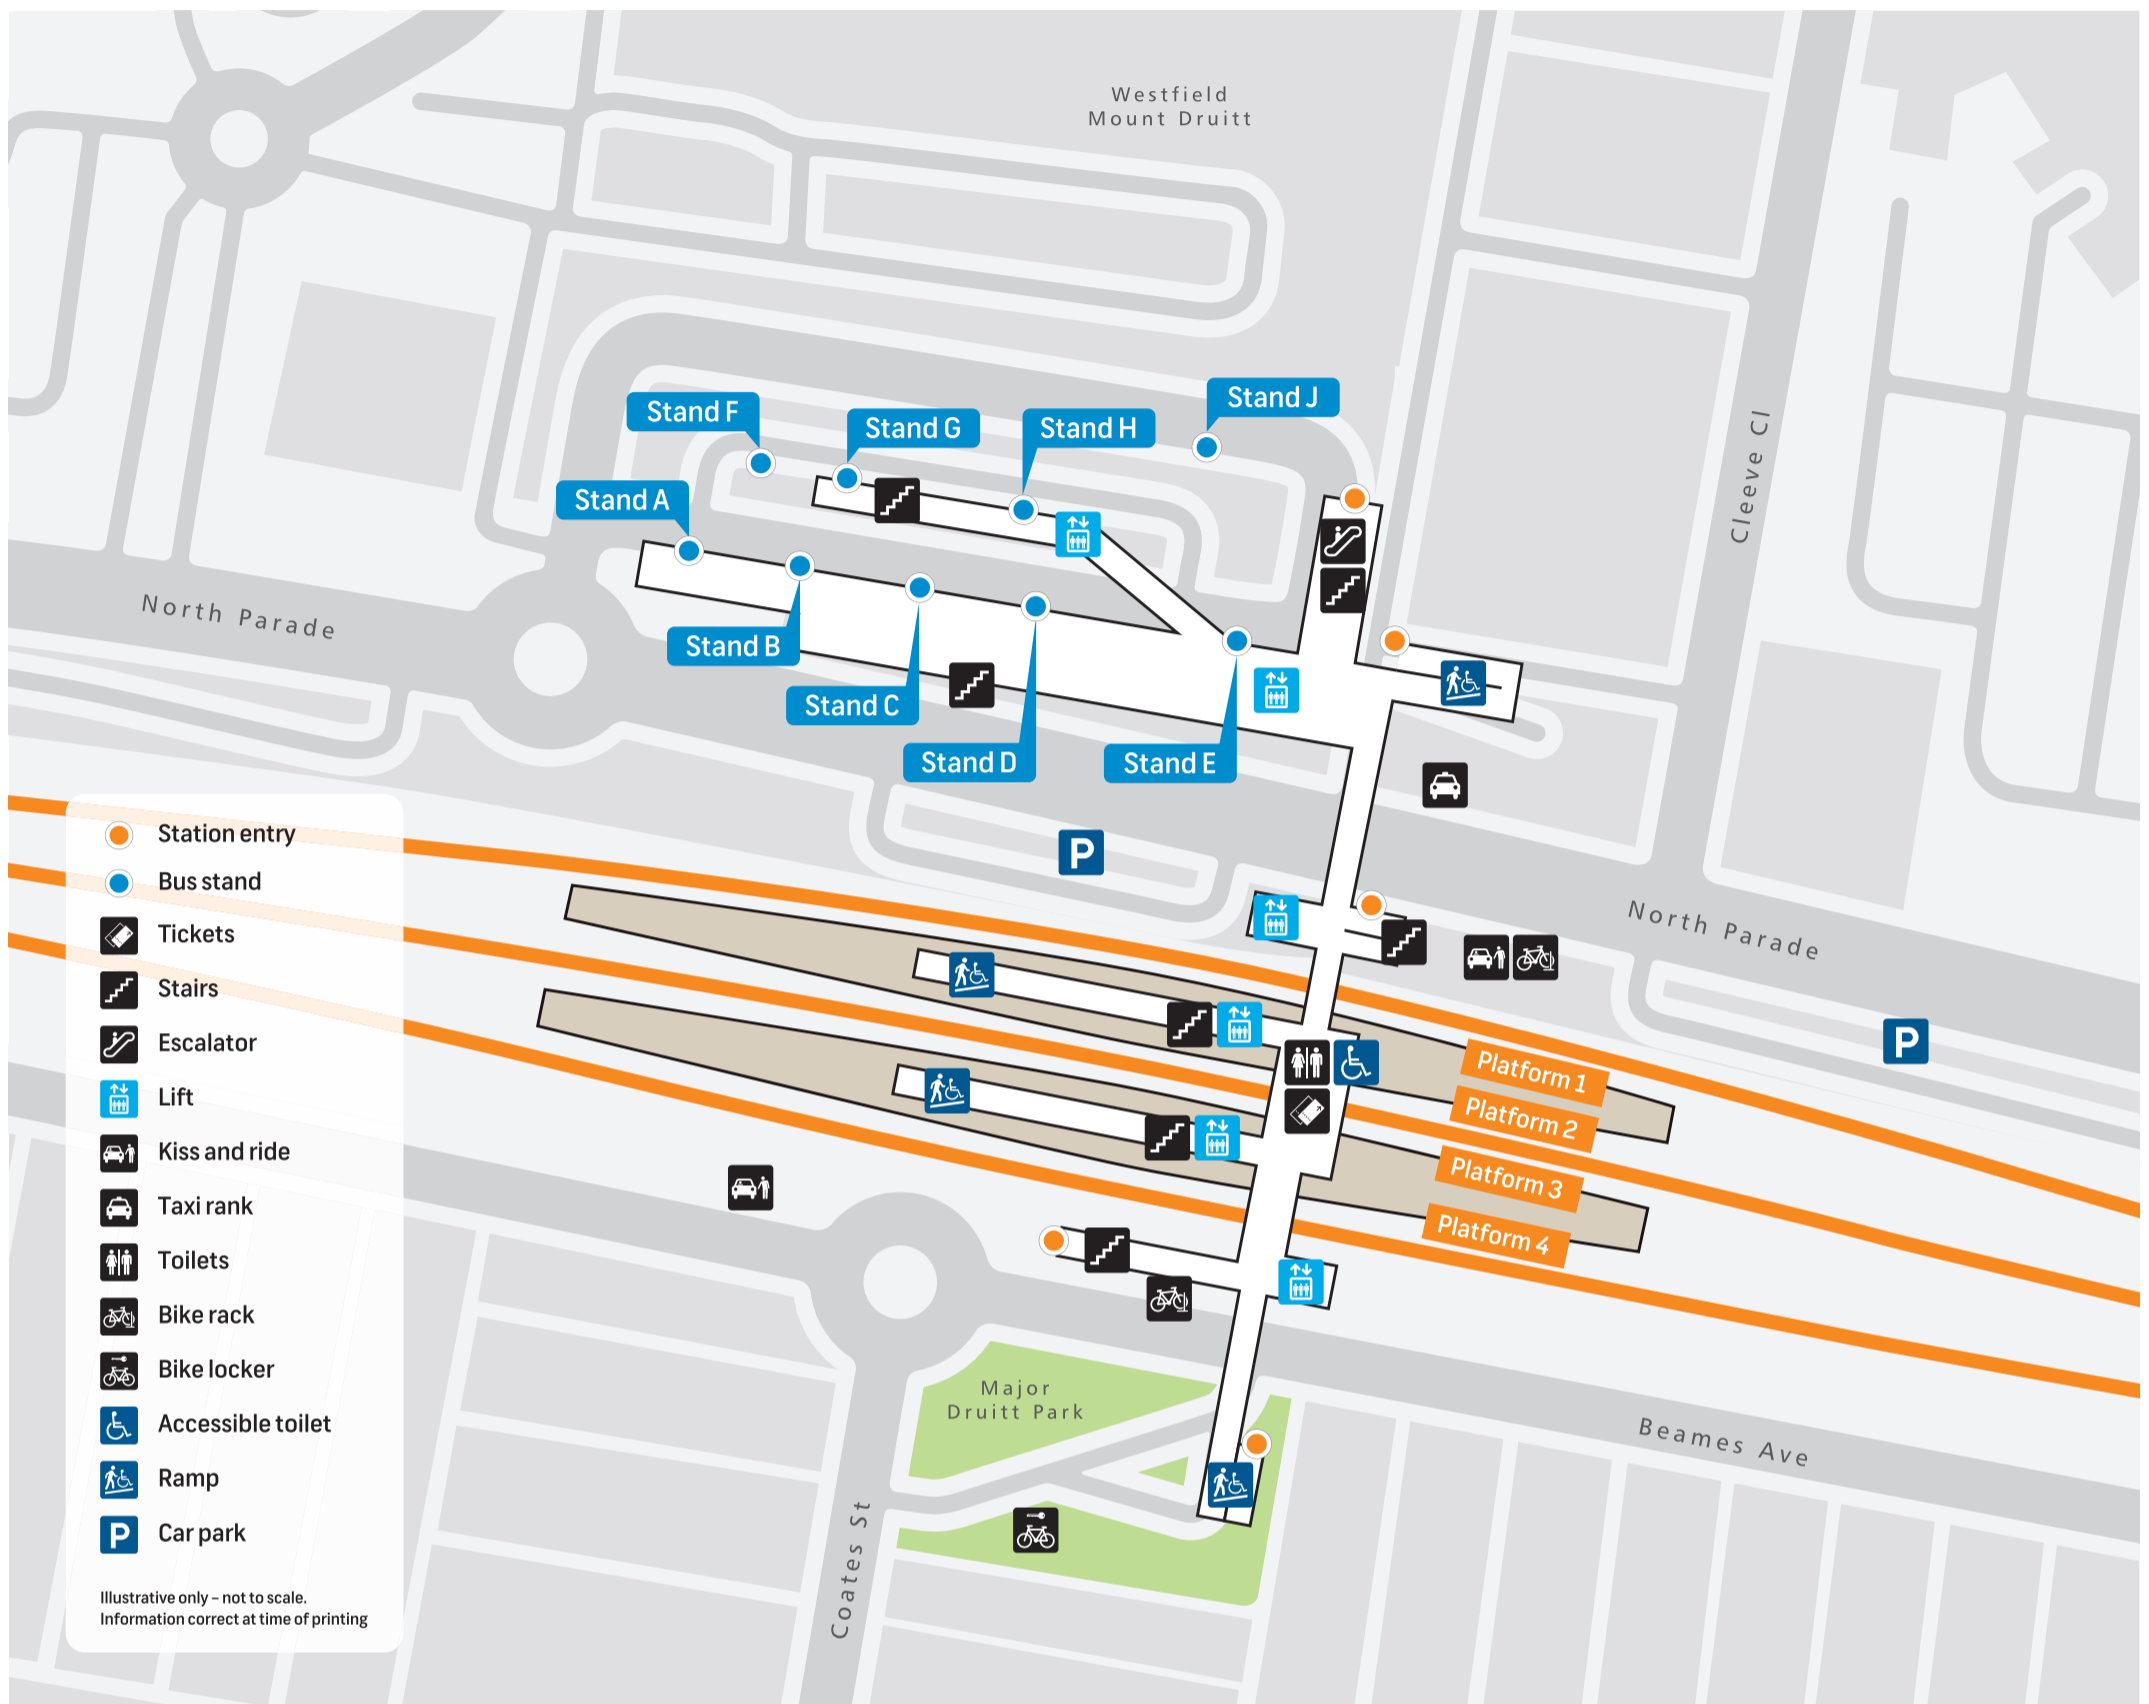 Westfield
Mount Druitt
Stand J
Stand F
Stand G
Stand H
Stand A
Cleeve Cl
North Parade
Stand B
Stand C
Stand D
Stand E
P
North Parade
P
Platform 1
Platform 2
Platform 3
Platform 4
Major
Druitt Park
Beames Ave
Coates St
Station entry
Bus stand
Tickets
Stairs
Escalator
Lift
Kiss and ride
Taxi rank
Toilets
Bike rack
Bike locker
Accessible toilet
Ramp
P Car park
Illustrative only – not to scale.
Information correct at time of printing